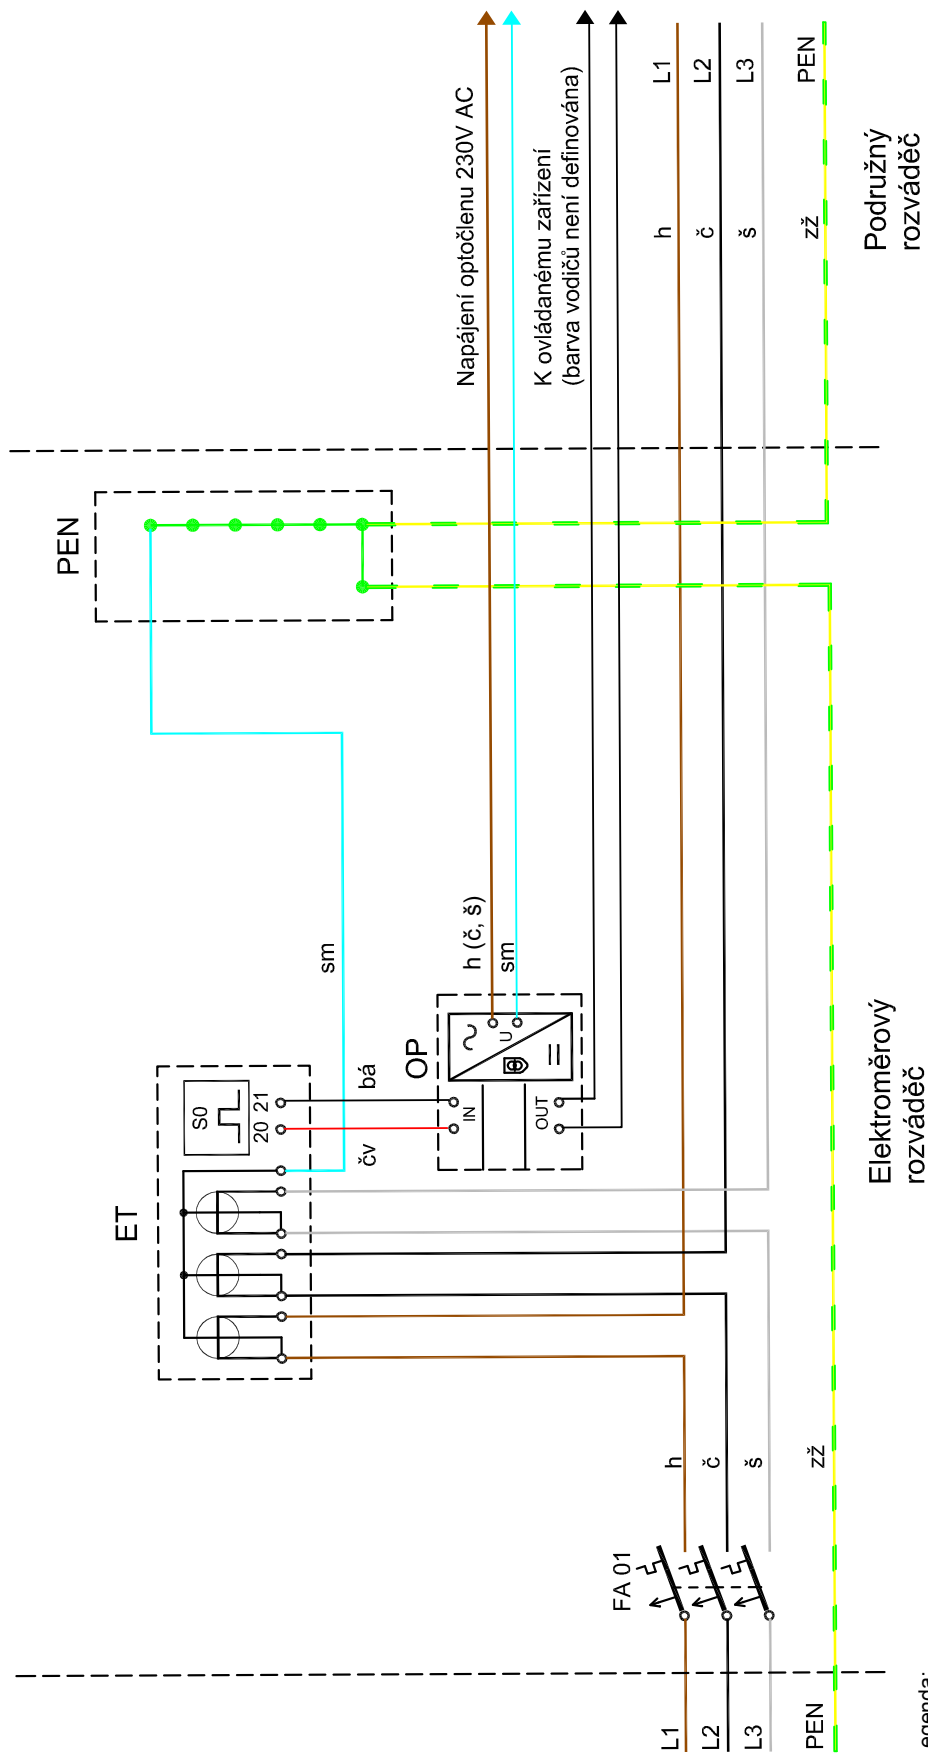 PEN
Napájení optočlenu 230V AC
K ovládanému zařízení
(barva vodičů není definována)
L1
L2
L3
PEN
h
č
š
zž
Podružný
rozváděč
ET
S0
20
21
sm
bá
čv
OP
IN
OUT
U
h (č, š)
sm
Elektroměrový
rozváděč
FA 01
h
č
š
zž
L1
L2
L3
PEN
egenda: